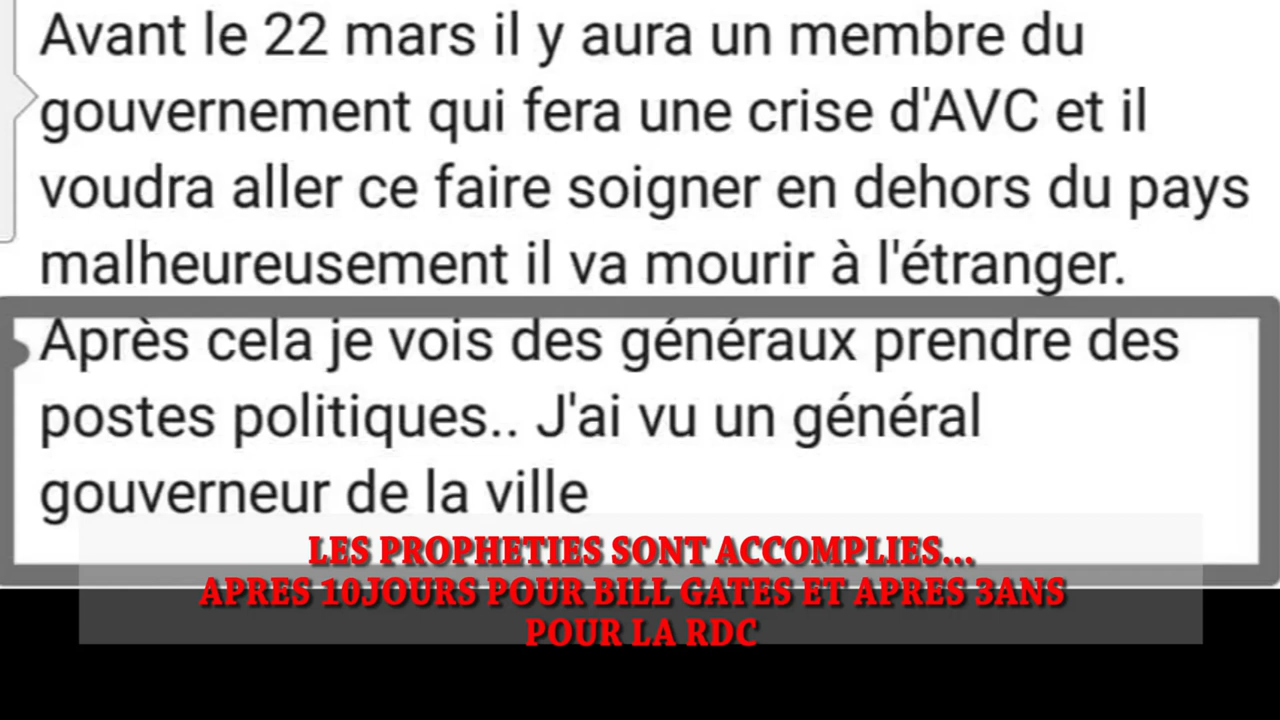 Avant le 22 mars il y aura un membre du
gouvernement qui fera une crise d'AVC et il
voudra aller ce faire soigner en dehors du pays
malheureusement il va mourir à l'étranger.
Après cela je vois des généraux prendre des
postes politiques.. J'ai vu un général
gouverneur de la ville
LES PROPHETIES SONT ACCOMPLIES...
APRES 10JOURS POUR BILL GATES ET APRES 3ANS
POUR LA RDC